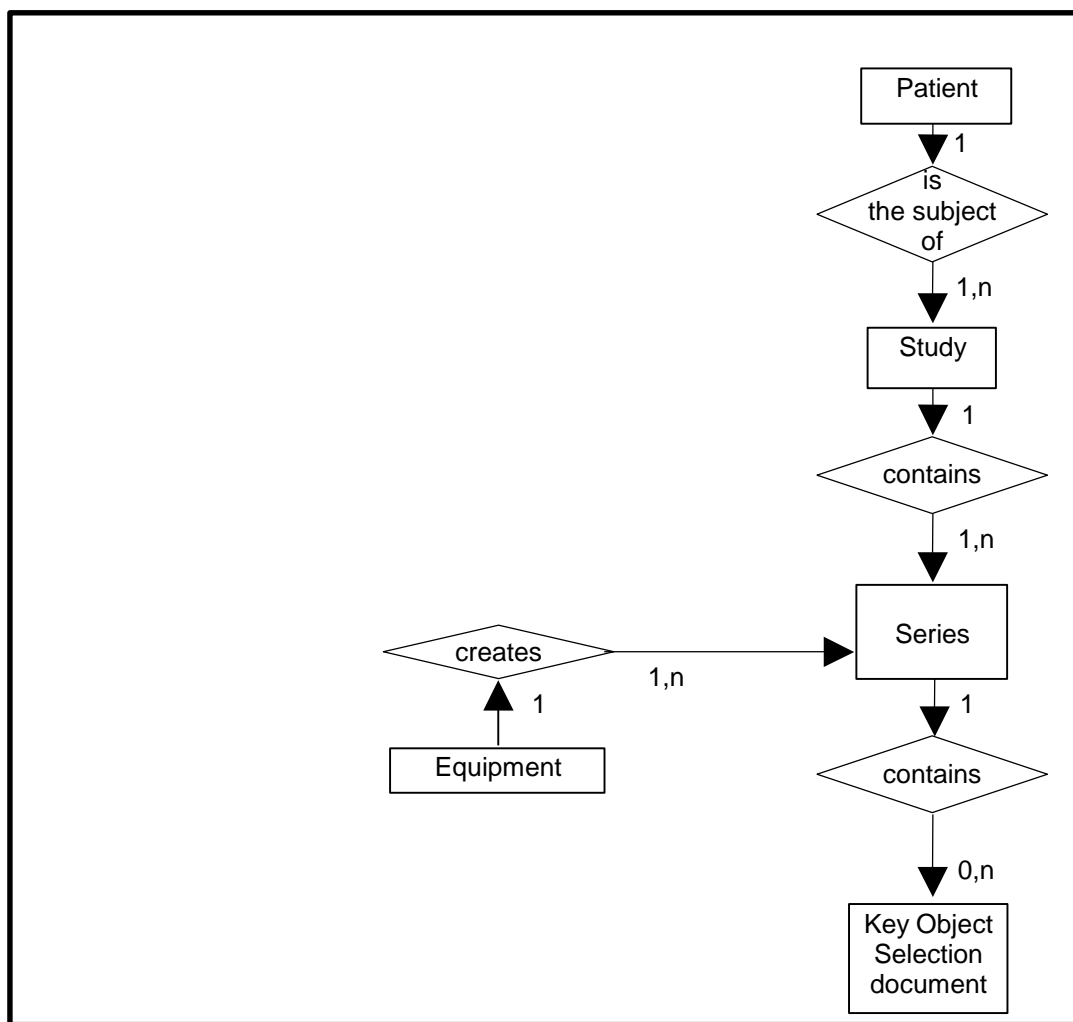 Patient
1
is
the subject
of
1,n
Study
1
contains
1,n
Series
creates
1,n
1
1
Equipment
contains
0,n
Key Object
Selection
document